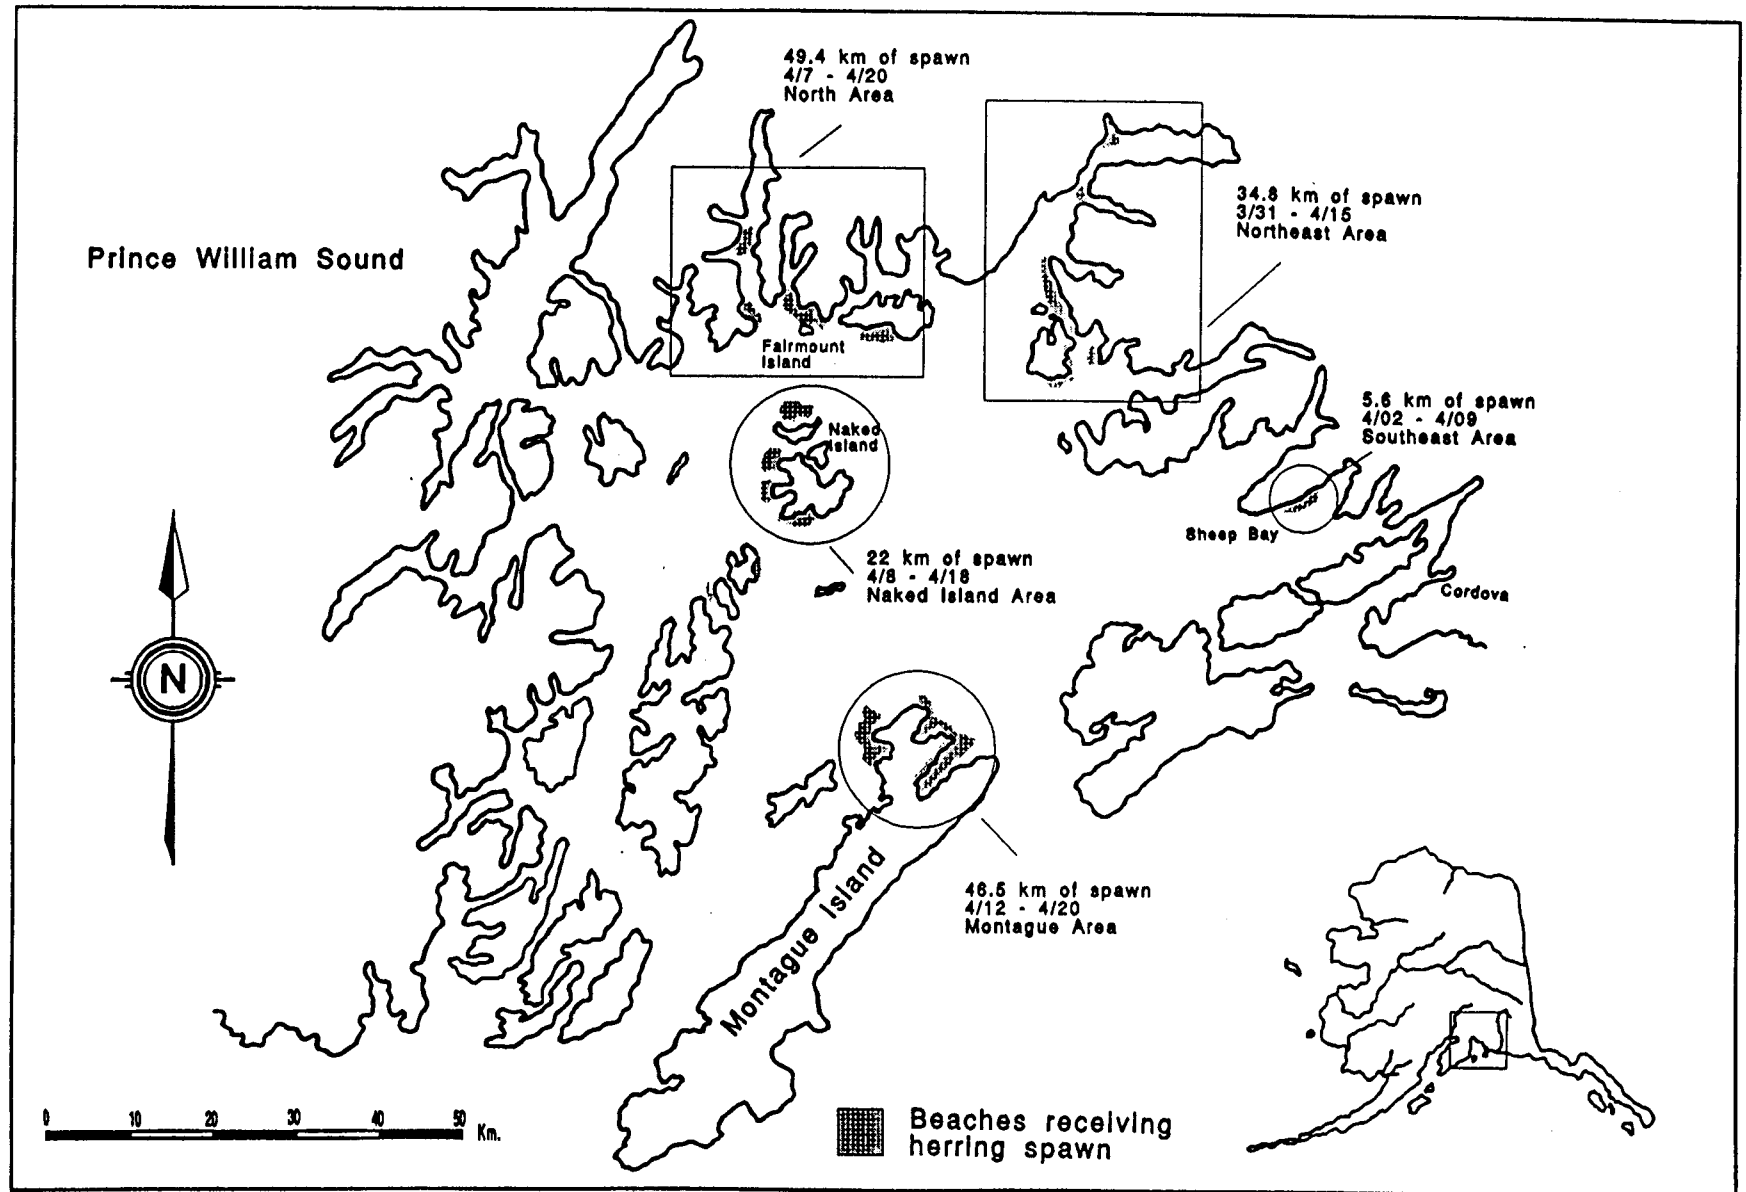 49.4 km of spawn
4/7 - 4/20
North Area
34.8 km of spawn
3/31 - 4/15
Northeast Area
Prince William Sound
Fairmount
Island
5.6 km of spawn
4/02 - 4/09
Southeast Area
Naked
Island
Sheep Bay
22 km of spawn
4/8 - 4/18
Naked Island Area
Cordova
N
46.5 km of spawn
4/12 - 4/20
Montague Area
Montague Island
0 10 20 30 40 50 Km.
Beaches receiving
herring spawn